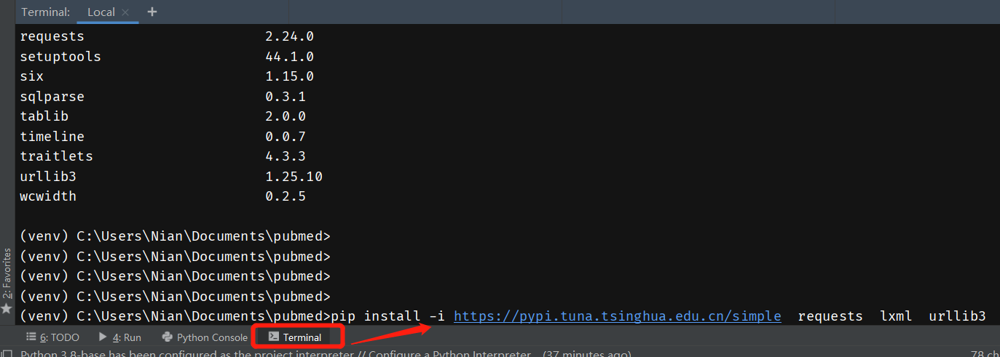 Terminal: Local × +
requests 2.24.0
setuptools 44.1.0
six 1.15.0
sqlparse 0.3.1
tablib 2.0.0
timeline 0.0.7
traitlets 4.3.3
urllib3 1.25.10
wcwidth 0.2.5
(venv) C:\Users\Nian\Documents\pubmed>
(venv) C:\Users\Nian\Documents\pubmed>
(venv) C:\Users\Nian\Documents\pubmed>
(venv) C:\Users\Nian\Documents\pubmed>
(venv) C:\Users\Nian\Documents\pubmed>pip install -i https://pypi.tuna.tsinghua.edu.cn/simple requests lxml urllib3
2: Favorites
6: TODO 4: Run Python Console Terminal
Python 3.8-base has been configured as the project interpreter // Configure a Python Interpreter... (37 minutes ago) 78 ch